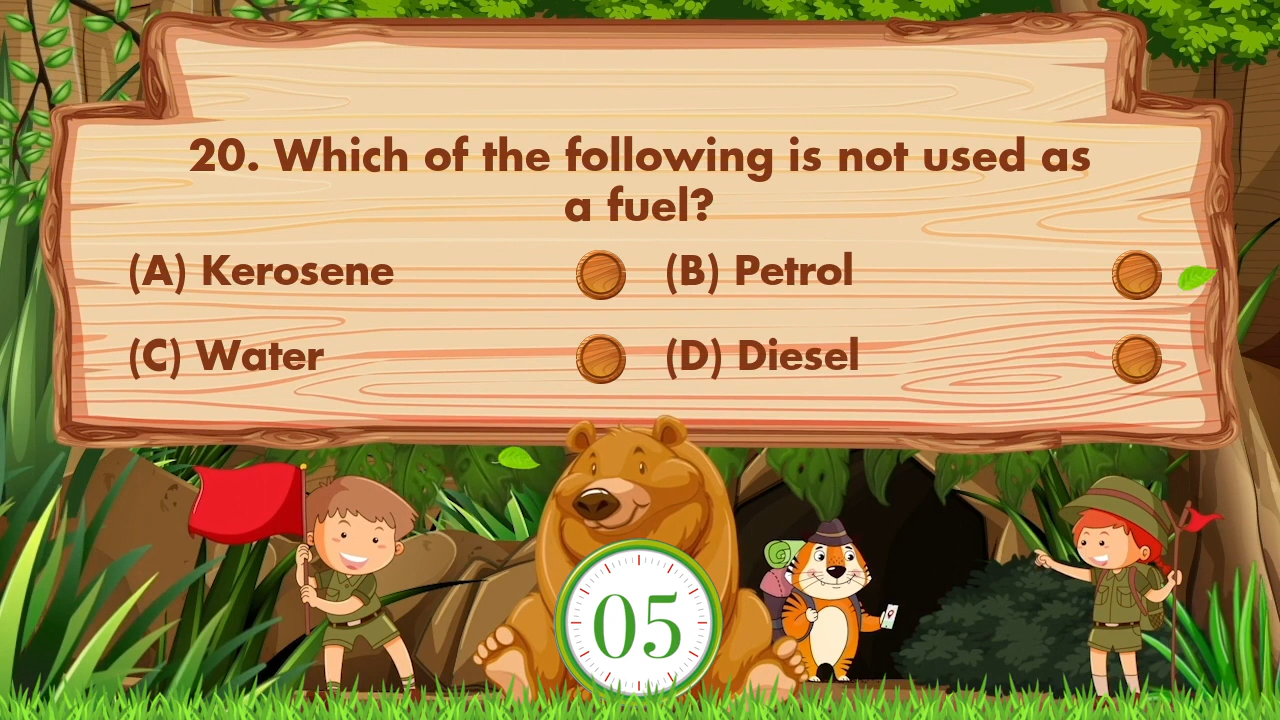 20. Which of the following is not used as
a fuel?
(A) Kerosene
(B) Petrol
(C) Water
(D) Diesel
05